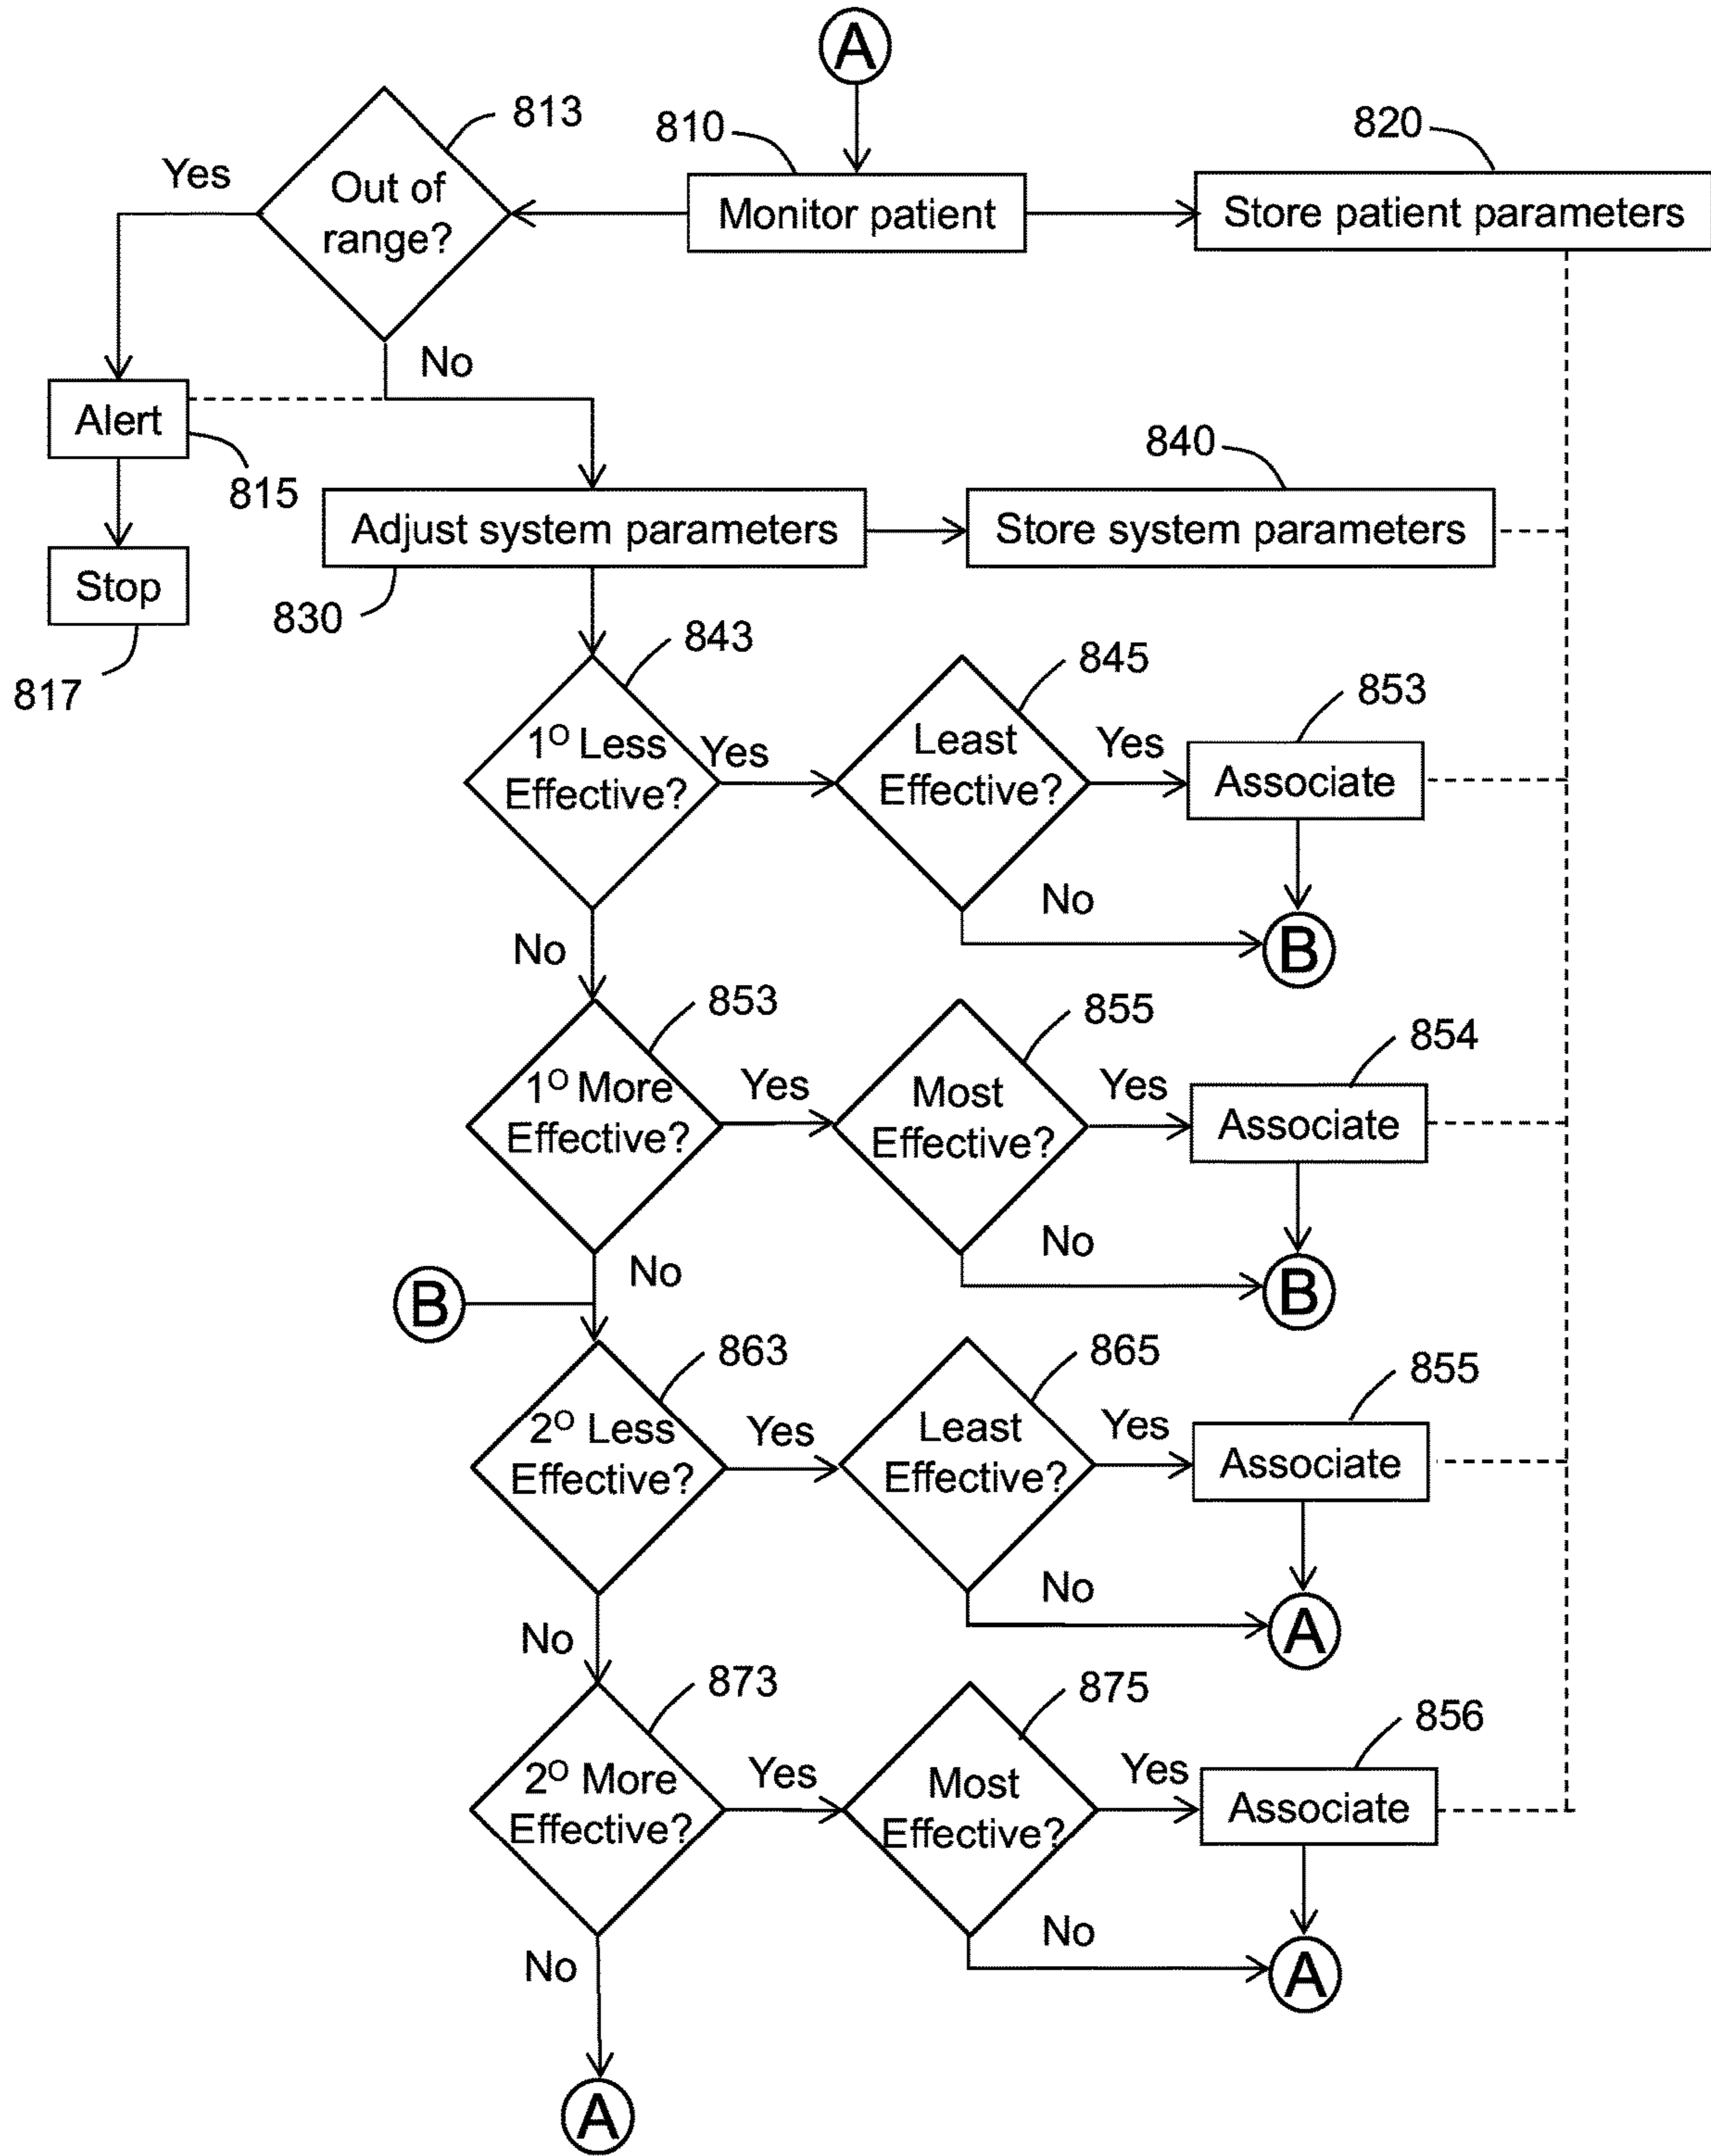 A
813
810
820
Yes
Out of
range?
Monitor patient
Store patient parameters
No
Alert
815
840
Adjust system parameters
Store system parameters
Stop
830
817
843
845
853
1º Less
Effective?
Yes
Least
Effective?
Yes
Associate
No
No
B
853
855
854
1º More
Effective?
Yes
Most
Effective?
Yes
Associate
No
No
B
B
863
865
855
2º Less
Effective?
Yes
Least
Effective?
Yes
Associate
No
No
A
873
875
856
2º More
Effective?
Yes
Most
Effective?
Yes
Associate
No
No
A
A